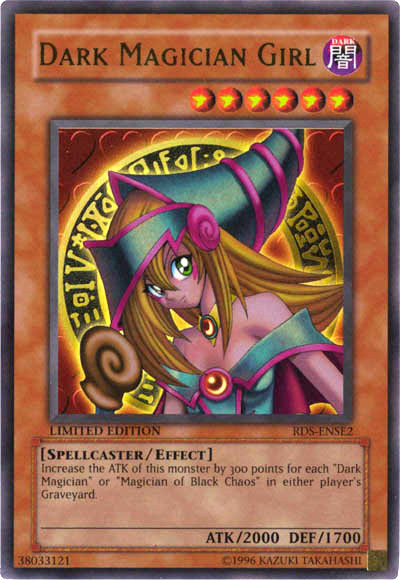 Dark Magician Girl
DARK
闇
LIMITED EDITION RDS-ENSE2
[Spellcaster/Effect]
Increase the ATK of this monster by 300 points for each "Dark
Magician" or "Magician of Black Chaos" in either player's
Graveyard.
ATK/2000 DEF/1700
38033121 ©1996 KAZUKI TAKAHASHI